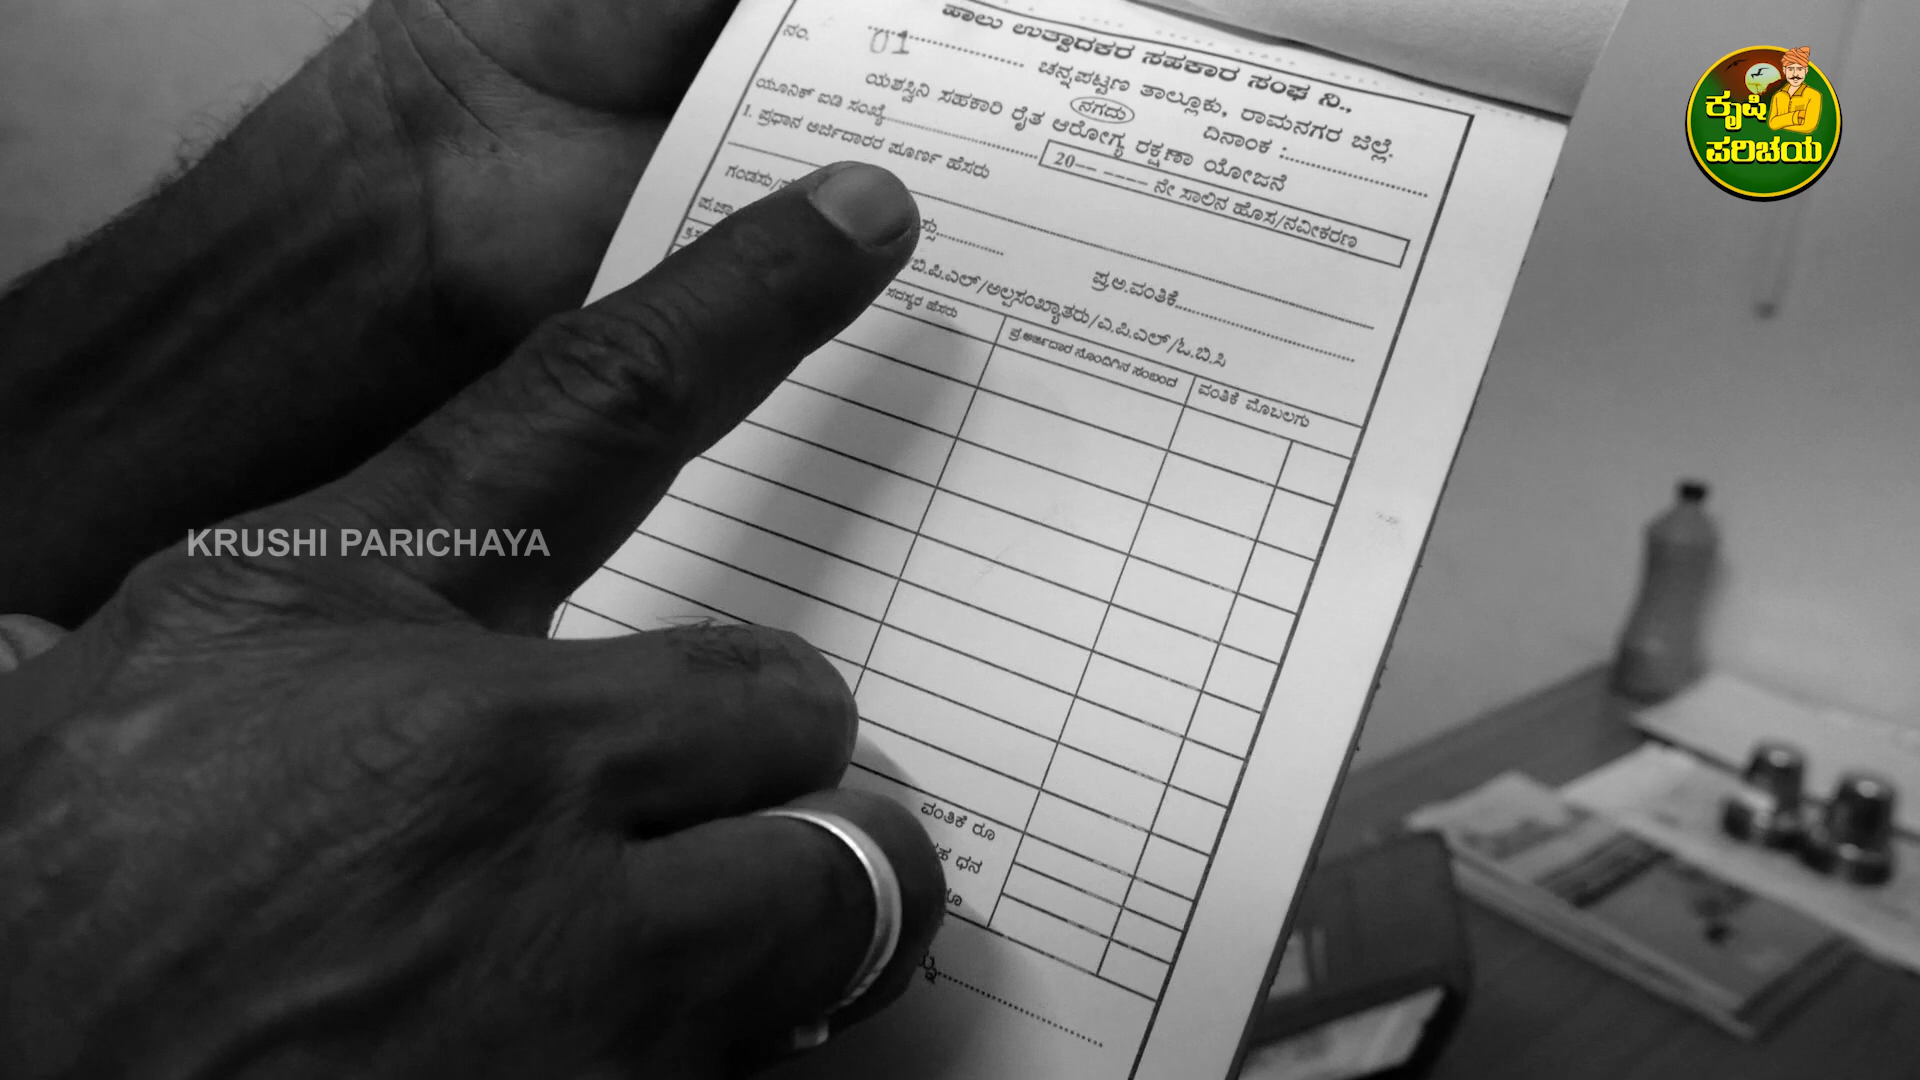 ಹಾಲು ಉತ್ಪಾದಕರ ಸಹಕಾರ ಸಂಘ ನಿ.,
ನಂ. 01
ಚನ್ನಪಟ್ಟಣ ತಾಲ್ಲೂಕು, ರಾಮನಗರ ಜಿಲ್ಲೆ.
ನಗದು
ದಿನಾಂಕ :
ಯಶಸ್ವಿನಿ ಸಹಕಾರಿ ರೈತ ಆರೋಗ್ಯ ರಕ್ಷಣಾ ಯೋಜನೆ
ಯೂನಿಕ್ ಐಡಿ ಸಂಖ್ಯೆ
20-- ---- ನೇ ಸಾಲಿನ ಹೊಸ/ನವೀಕರಣ
1. ಪ್ರಧಾನ ಅರ್ಜಿದಾರರ ಪೂರ್ಣ ಹೆಸರು
ಗಂಡಸು/
ಪ್ರ.ಅ.ವಂತಿಕೆ
ಪ.ಜಾ
/ಬಿ.ಪಿ.ಎಲ್/ಅಲ್ಪಸಂಖ್ಯಾತರು/ಎ.ಪಿ.ಎಲ್/ಓ.ಬಿ.ಸಿ
ಸದಸ್ಯರ ಹೆಸರು
ಪ್ರ.ಅರ್ಜಿದಾರ ನೊಂದಿಗಿನ ಸಂಬಂದ
ವಂತಿಕೆ ಮೊಬಲಗು
ವಂತಿಕೆ ರೂ
ಧನ
ರೂ
ಕೃಷಿ
ಪರಿಚಯ
KRUSHI PARICHAYA